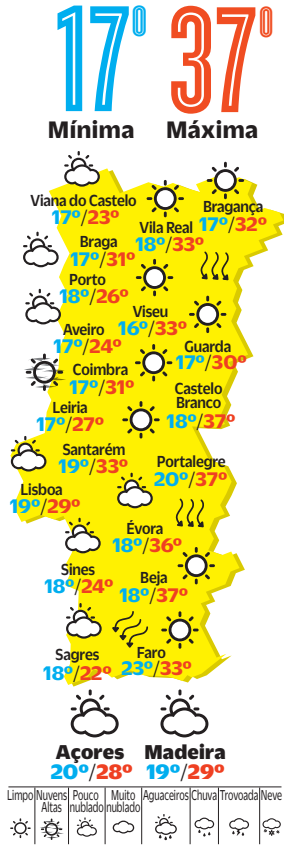 17º 37º
Mínima Máxima
Viana do Castelo
17º/23º
Bragança
17º/32º
Vila Real
18º/33º
Braga
17º/31º
Porto
18º/26º
Viseu
16º/33º
Aveiro
17º/24º
Guarda
17º/30º
Coimbra
17º/31º
Castelo
Branco
18º/37º
Leiria
17º/27º
Santarém
19º/33º
Portalegre
20º/37º
Lisboa
19º/29º
Évora
18º/36º
Sines
18º/24º
Beja
18º/37º
Sagres
18º/22º
Faro
23º/33º
Açores
20º/28º
Madeira
19º/29º
Limpo
Nuvens
Altas
Pouco
nublado
Muito
nublado
Aguaceiros
Chuva
Trovoada
Neve